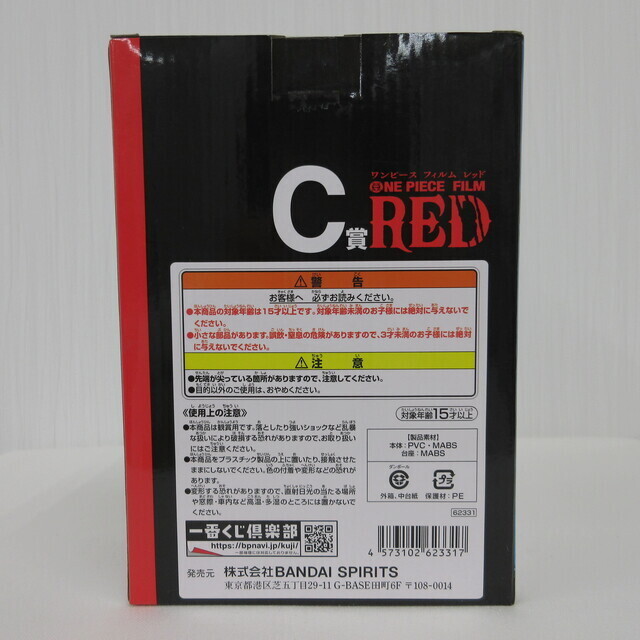 ワンピース フィルム レッド
ONE PIECE FILM
C賞
RED
警告
お客様へ 必ずお読みください。
●本商品の対象年齢は15才以上です。対象年齢未満のお子様には絶対に与えないで
ください。
●小さな部品があります。誤飲・窒息の危険がありますので、3才未満のお子様には絶対
に与えないでください。
注意
●先端が尖っている箇所がありますので、注意してください。
●目的以外のご使用は、おやめください。
《使用上の注意》
●本商品は観賞用です。落としたり強いショックなど乱暴
な扱いにより破損する恐れがありますので、お取り扱い
にはご注意ください。
●本商品をプラスチック製品の上に置いたり、接触させた
ままにしないでください。色の付着や変形などの恐れが
あります。
●変形する恐れがありますので、直射日光の当たる場所
や窓際・車内など高温・多湿のところには置かないでく
ださい。
対象年齢15才以上
【製品素材】
本体:PVC・MABS
台座:MABS
ダンボール
外箱、中台紙
プラ
保護材:PE
62331
一番くじ倶楽部
https://bpnavi.jp/kuji/
4 573102 623317
発売元 株式会社BANDAI SPIRITS
東京都港区芝五丁目29-11 G-BASE田町6F 〒108-0014